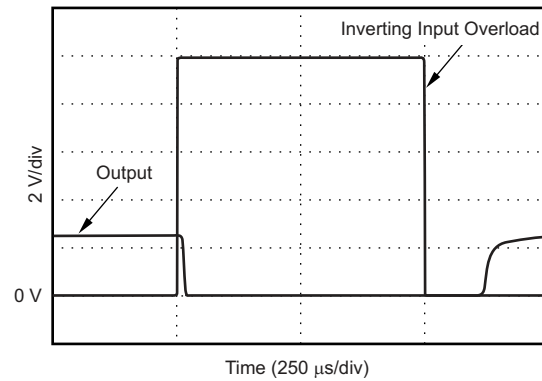 Inverting Input Overload
Output
2 V/div
0 V
Time (250 μs/div)